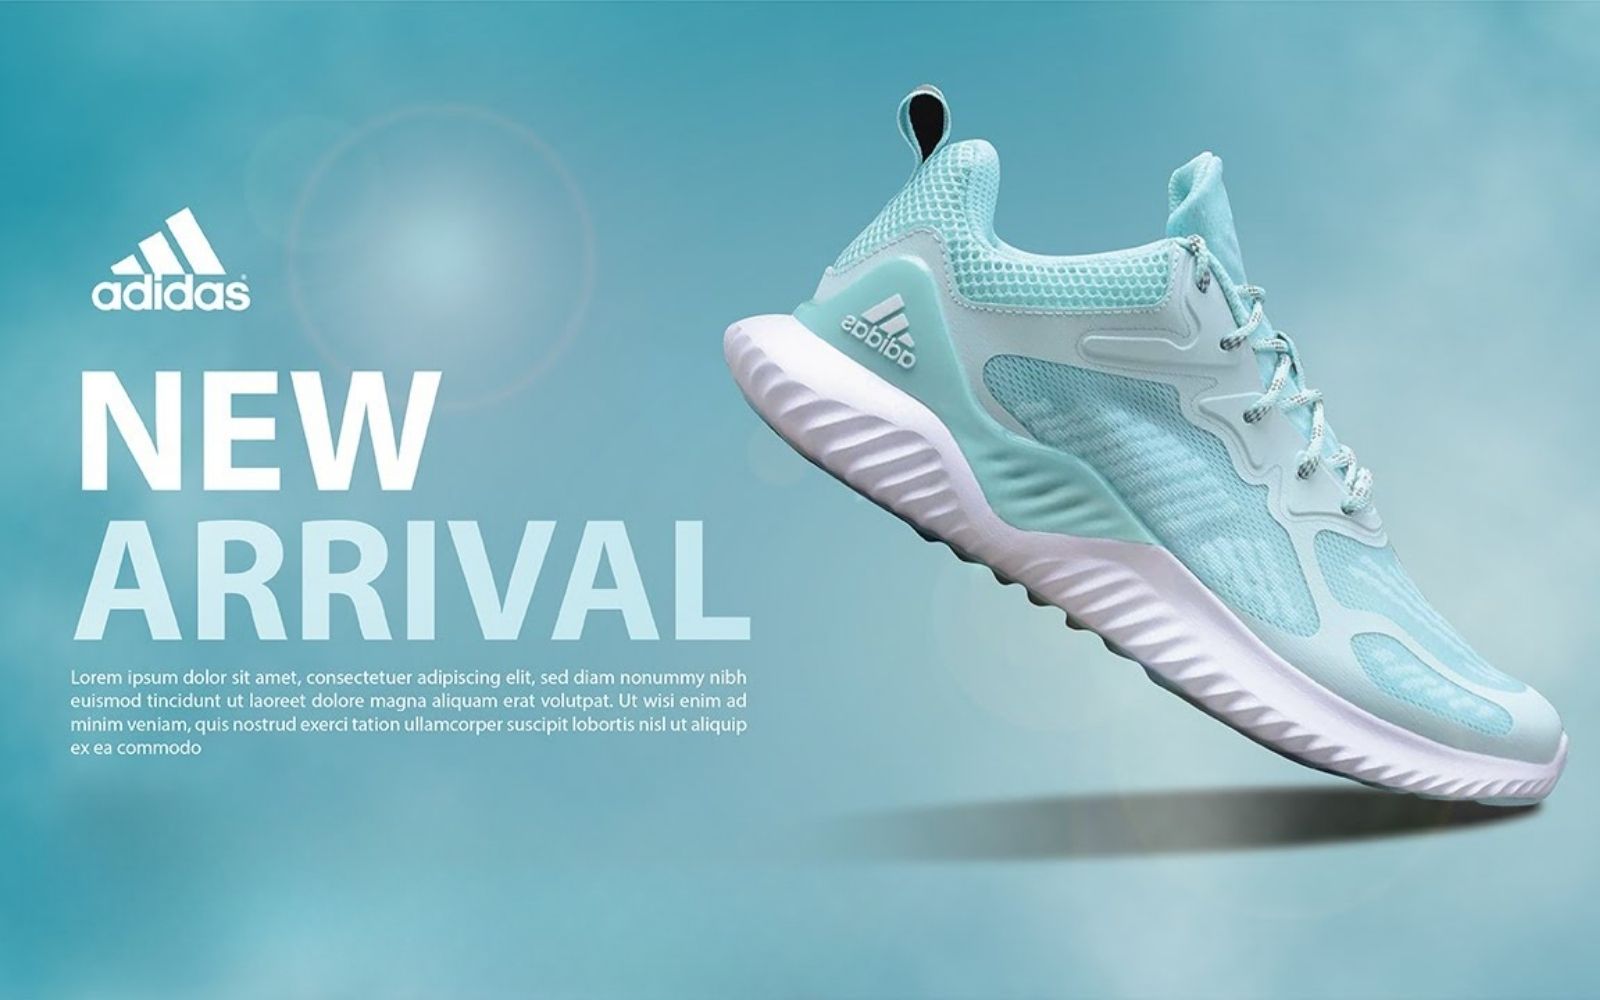 adidas
NEW
ARRIVAL
Lorem ipsum dolor sit amet, consectetuer adipiscing elit, sed diam nonummy nibh
euismod tincidunt ut laoreet dolore magna aliquam erat volutpat. Ut wisi enim ad
minim veniam, quis nostrud exerci tation ullamcorper suscipit lobortis nisl ut aliquip
ex ea commodo
adidas